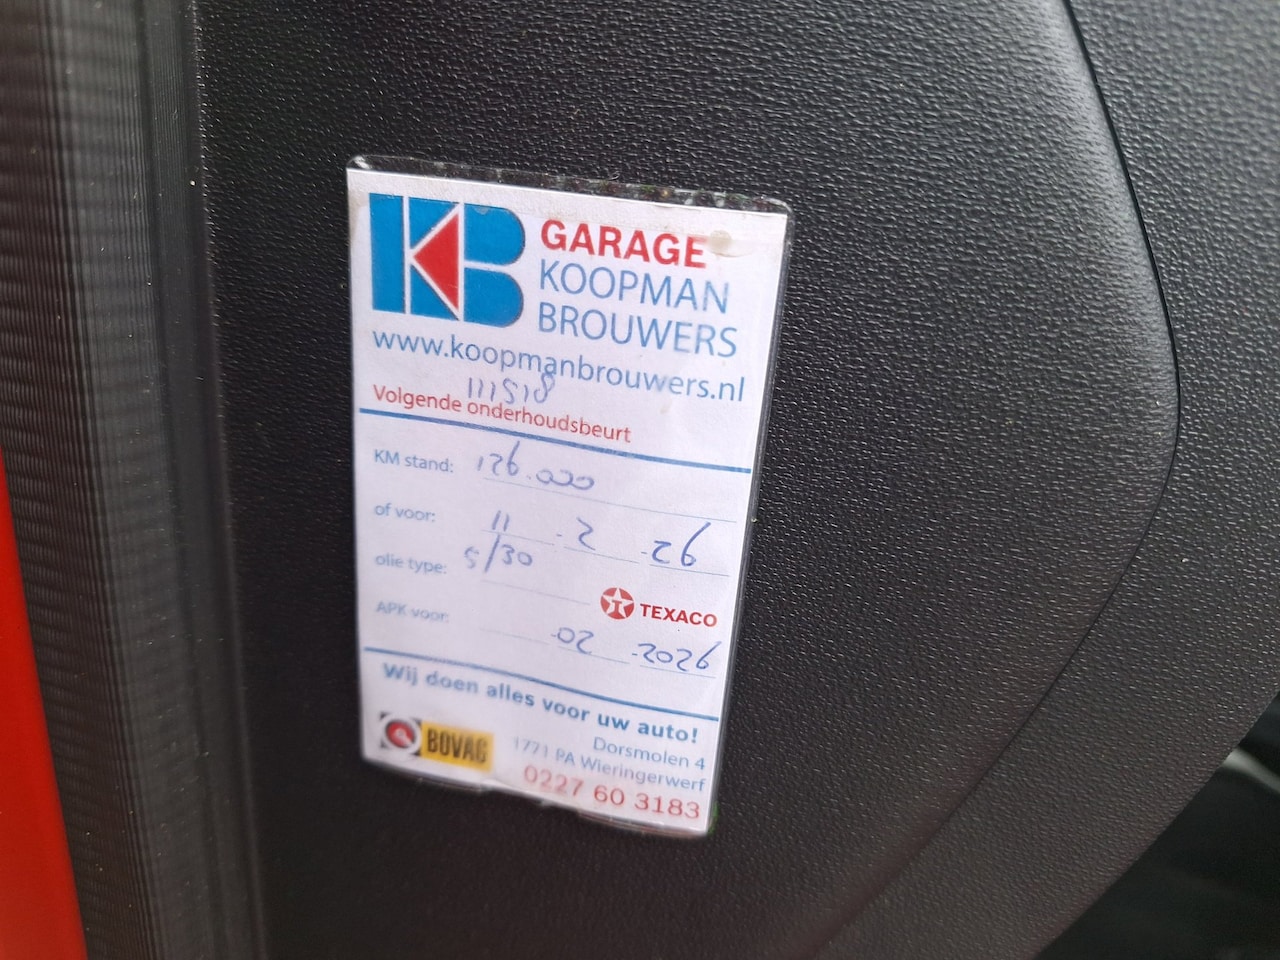 KB GARAGE
KOOPMAN
BROUWERS
www.koopmanbrouwers.nl
111518
Volgende onderhoudsbeurt
KM stand: 126.000
of voor: 11 - 2 - 26
olie type: 5/30
TEXACO
APK voor: -02 -2026
Wij doen alles voor uw auto!
BOVAG
Dorsmolen 4
1771 PA Wieringerwerf
0227 60 3183